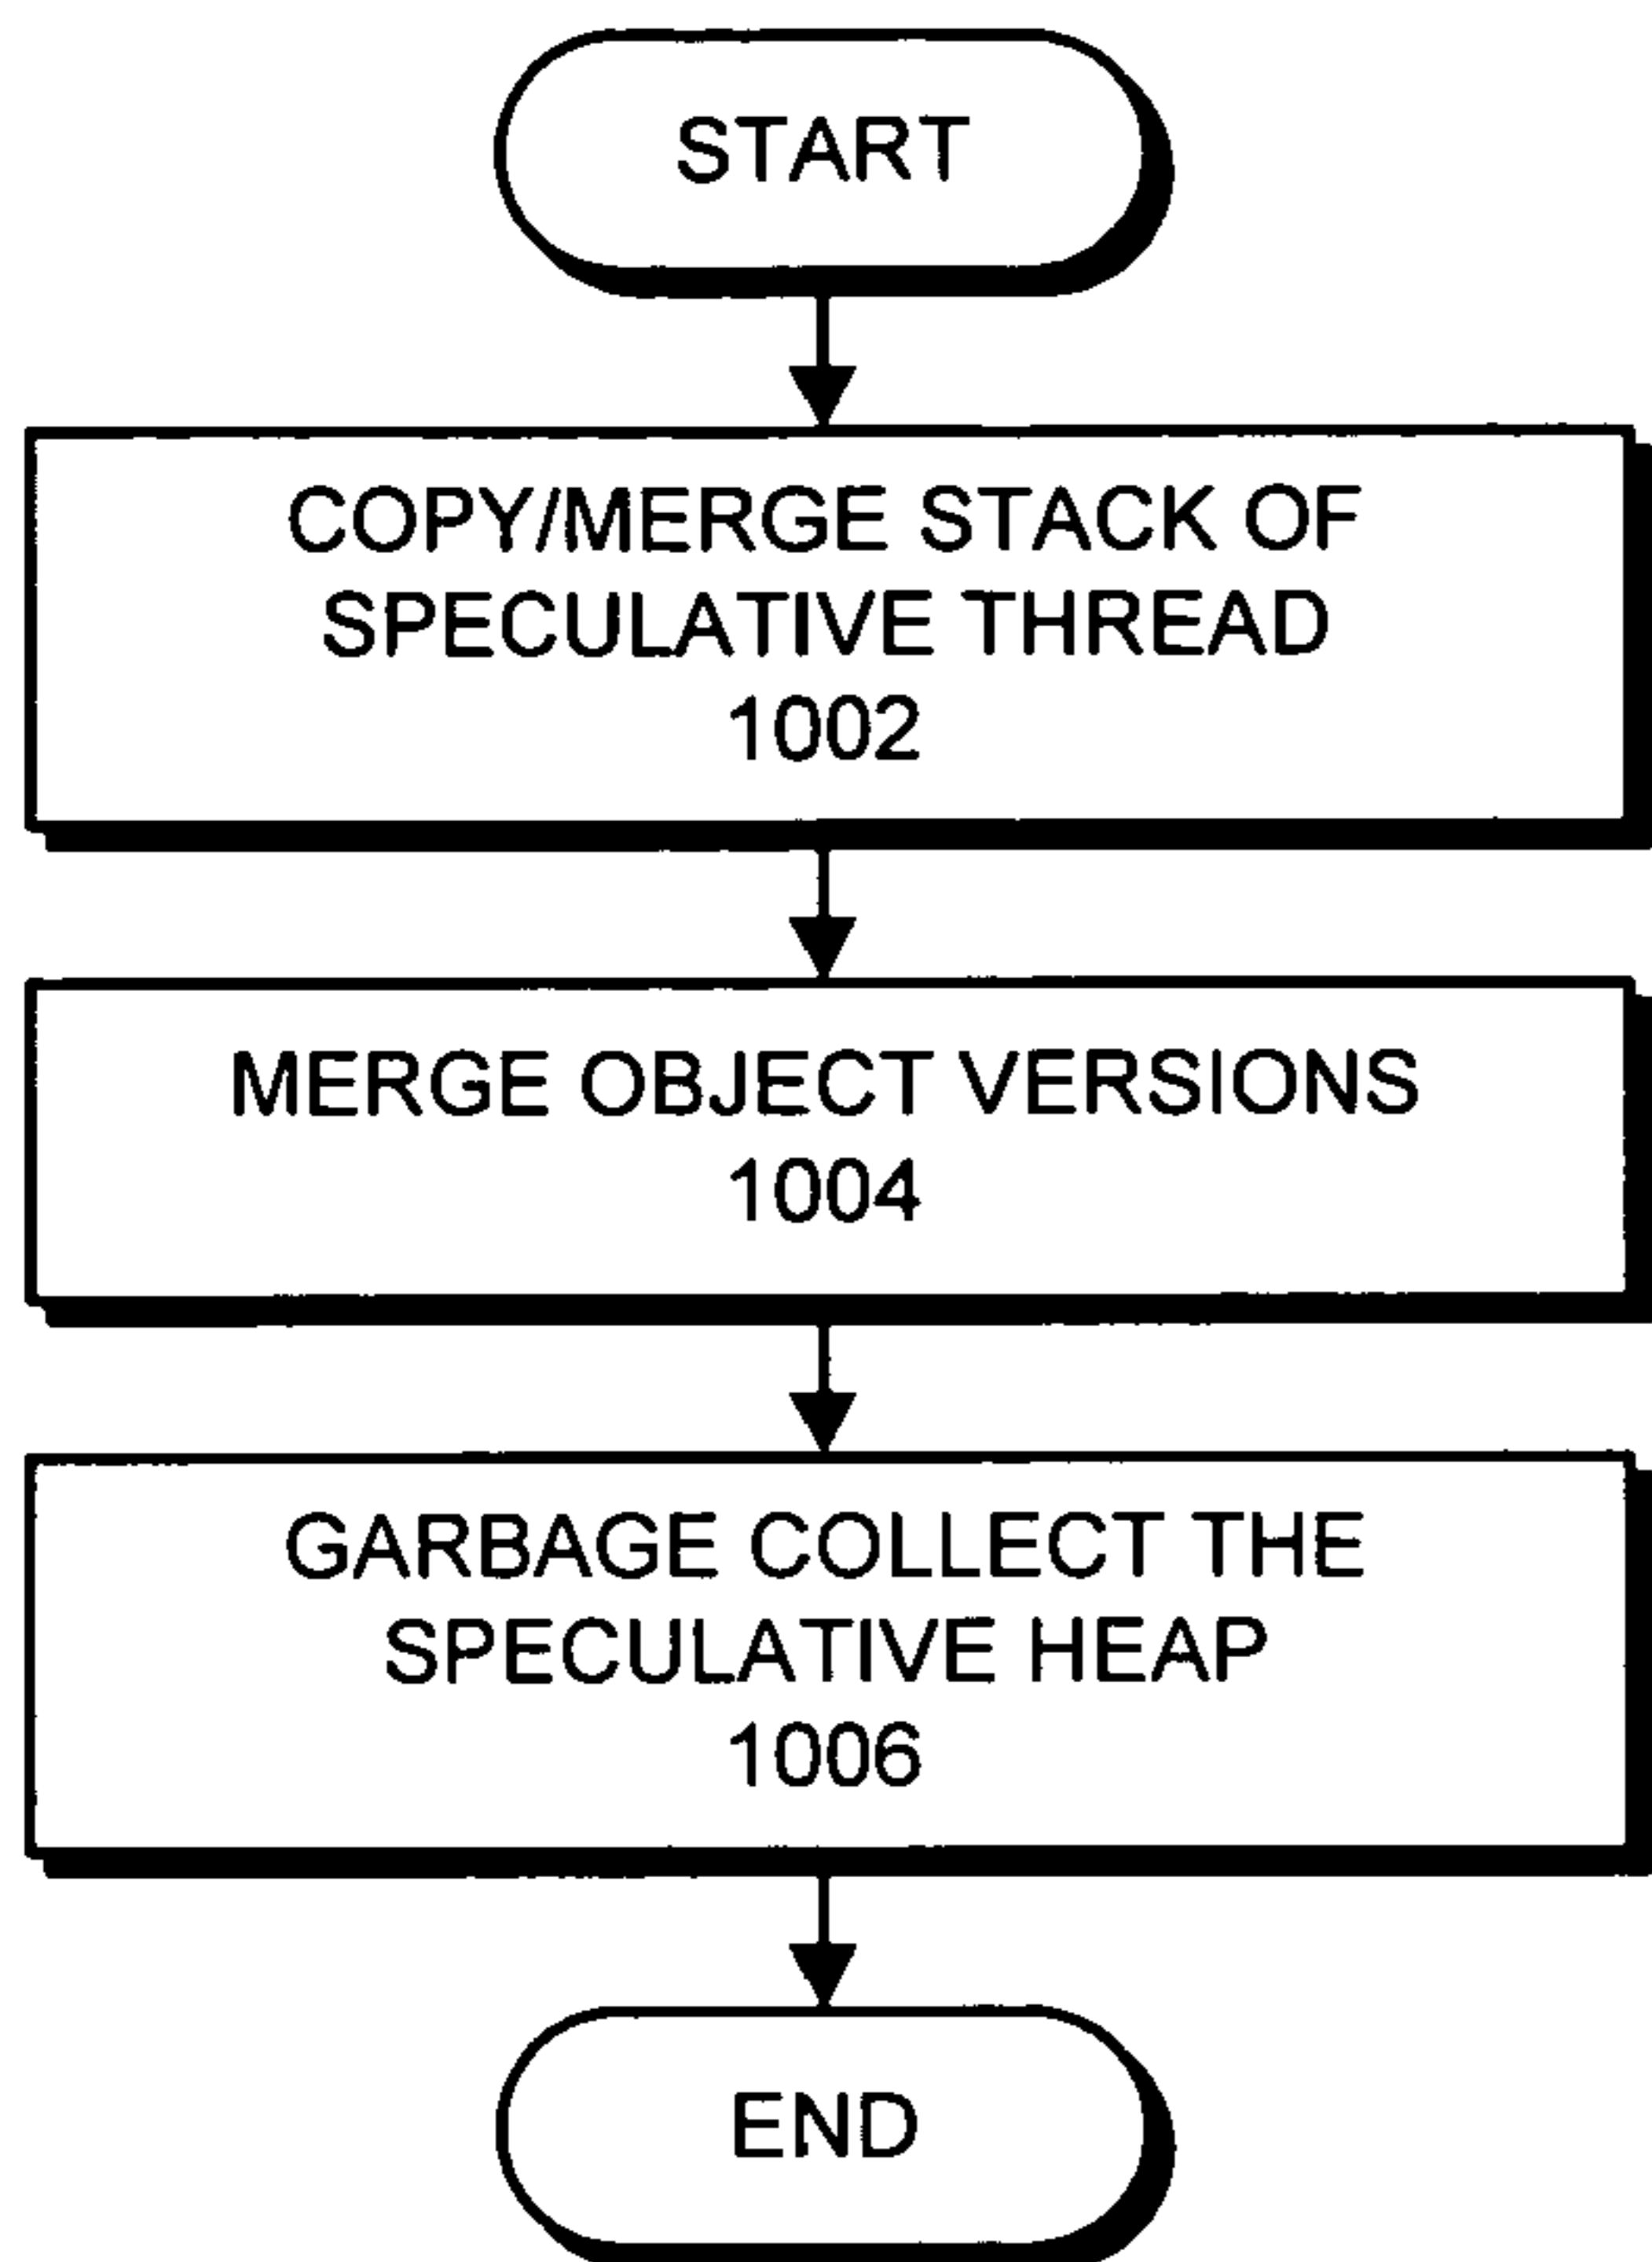 START
COPY/MERGE STACK OF
SPECULATIVE THREAD
1002
MERGE OBJECT VERSIONS
1004
GARBAGE COLLECT THE
SPECULATIVE HEAP
1006
END